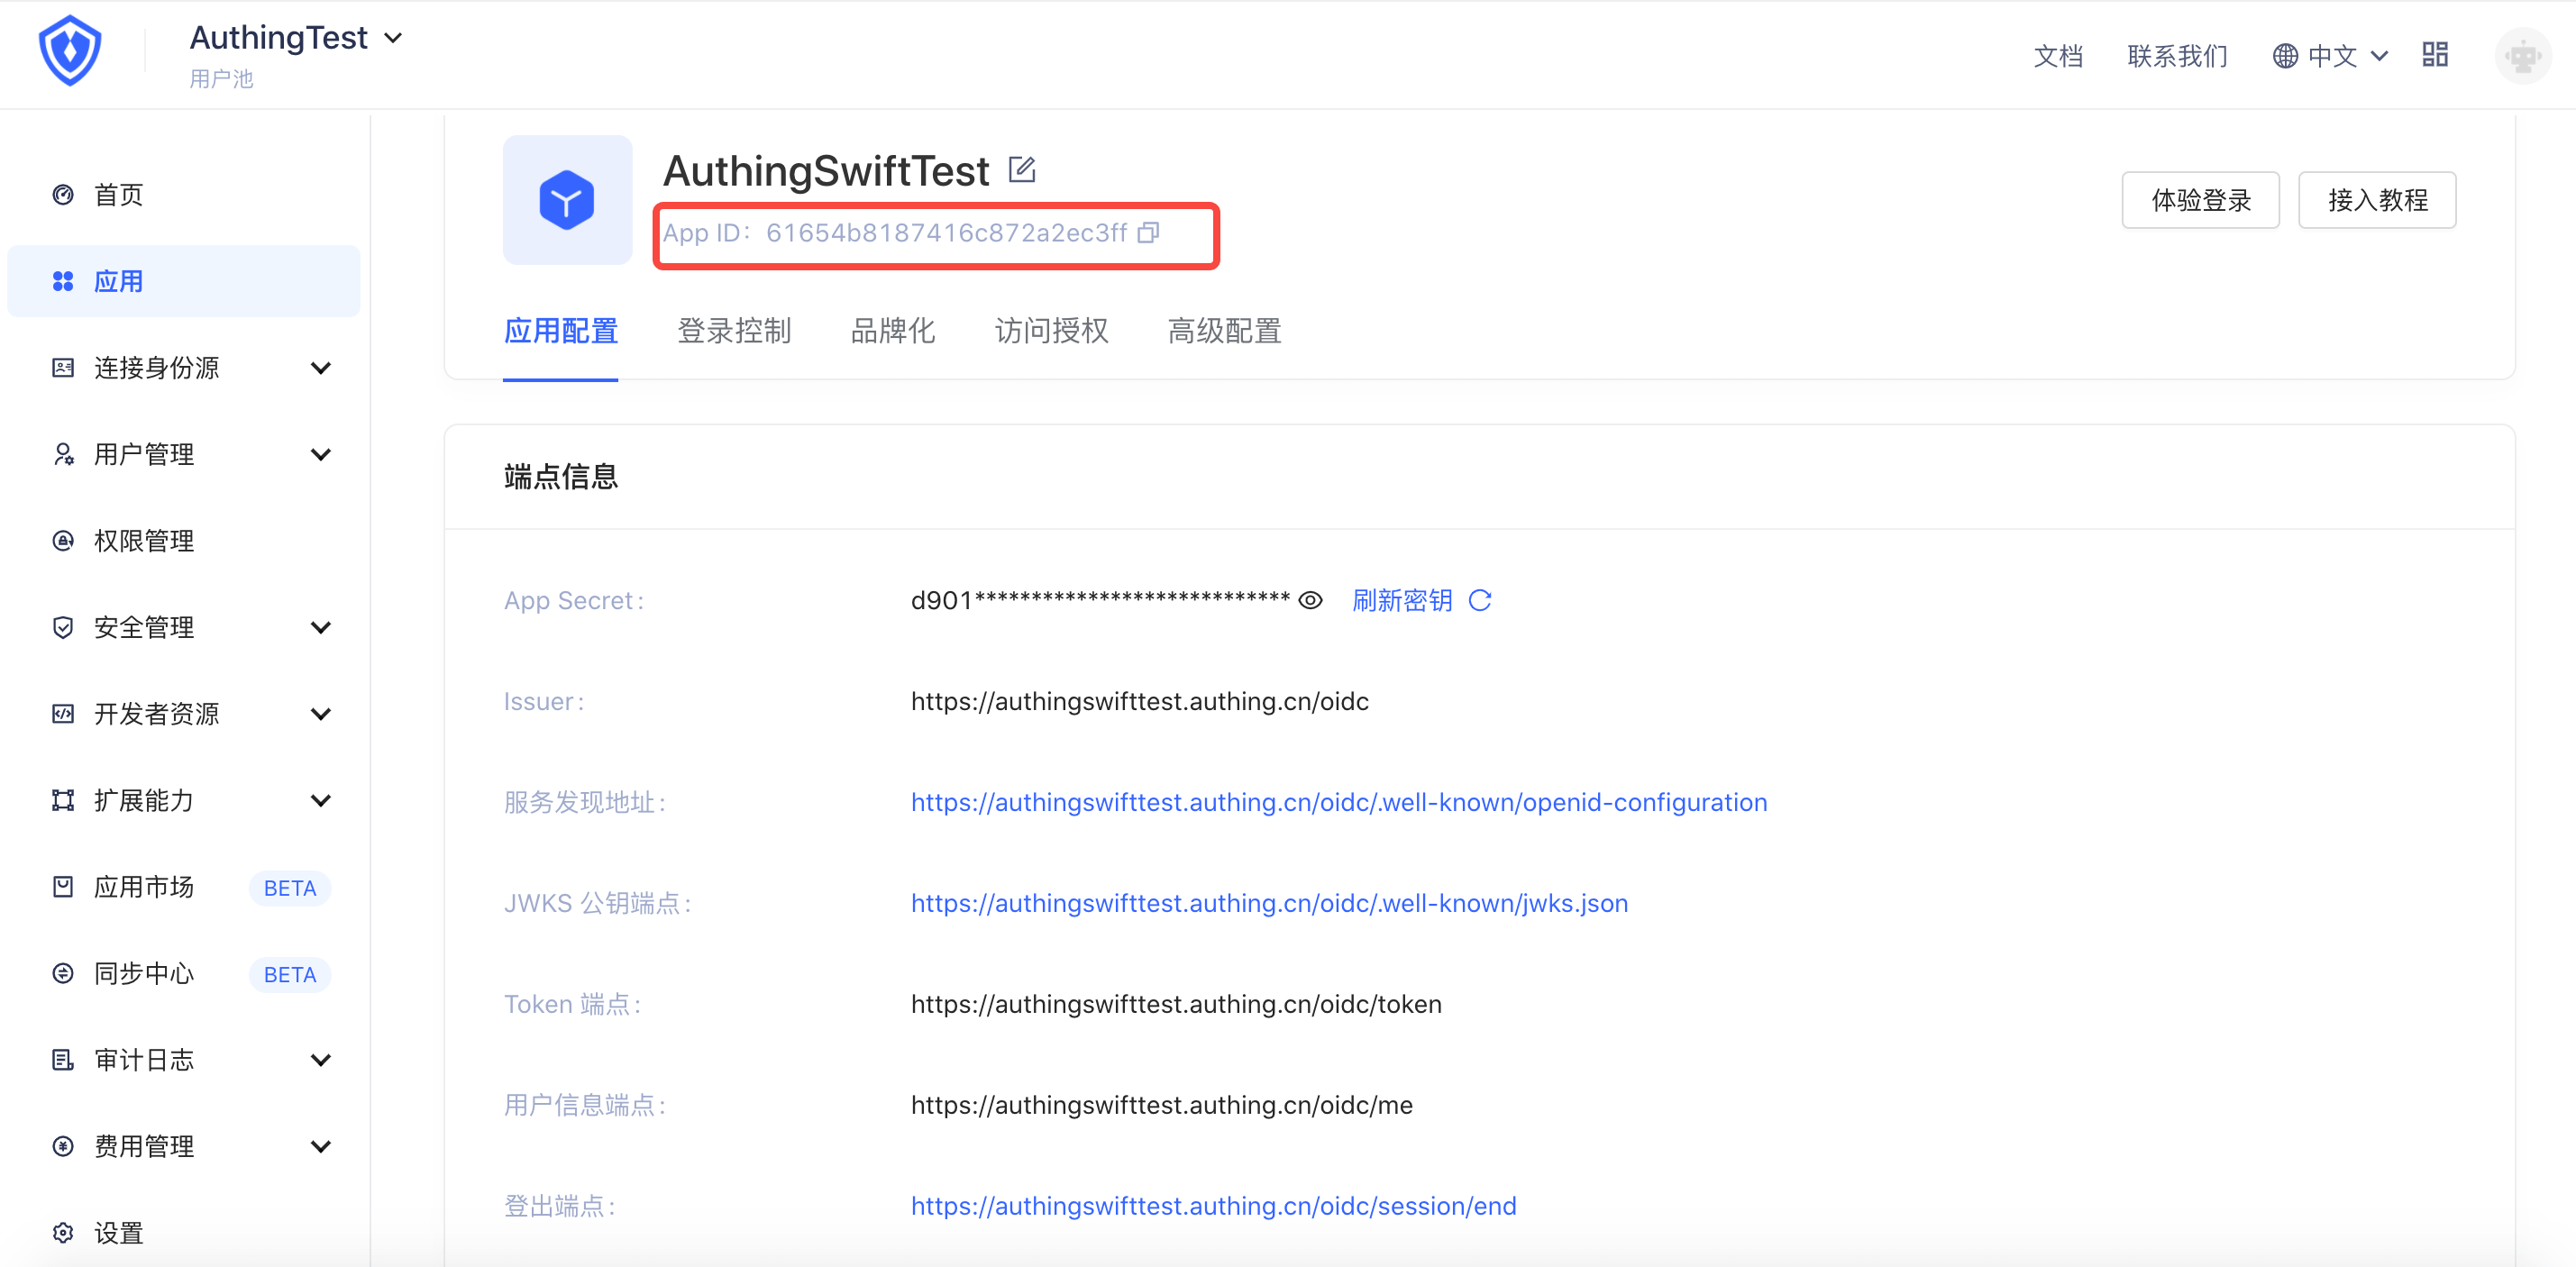 AuthingTest
用户池
文档
联系我们
中文
首页
应用
连接身份源
用户管理
权限管理
安全管理
开发者资源
扩展能力
应用市场 BETA
同步中心 BETA
审计日志
费用管理
设置
AuthingSwiftTest
App ID: 61654b8187416c872a2ec3ff
体验登录
接入教程
应用配置
登录控制
品牌化
访问授权
高级配置
端点信息
App Secret: d901**************************** 刷新密钥
Issuer: https://authingswifttest.authing.cn/oidc
服务发现地址: https://authingswifttest.authing.cn/oidc/.well-known/openid-configuration
JWKS 公钥端点: https://authingswifttest.authing.cn/oidc/.well-known/jwks.json
Token 端点: https://authingswifttest.authing.cn/oidc/token
用户信息端点: https://authingswifttest.authing.cn/oidc/me
登出端点: https://authingswifttest.authing.cn/oidc/session/end